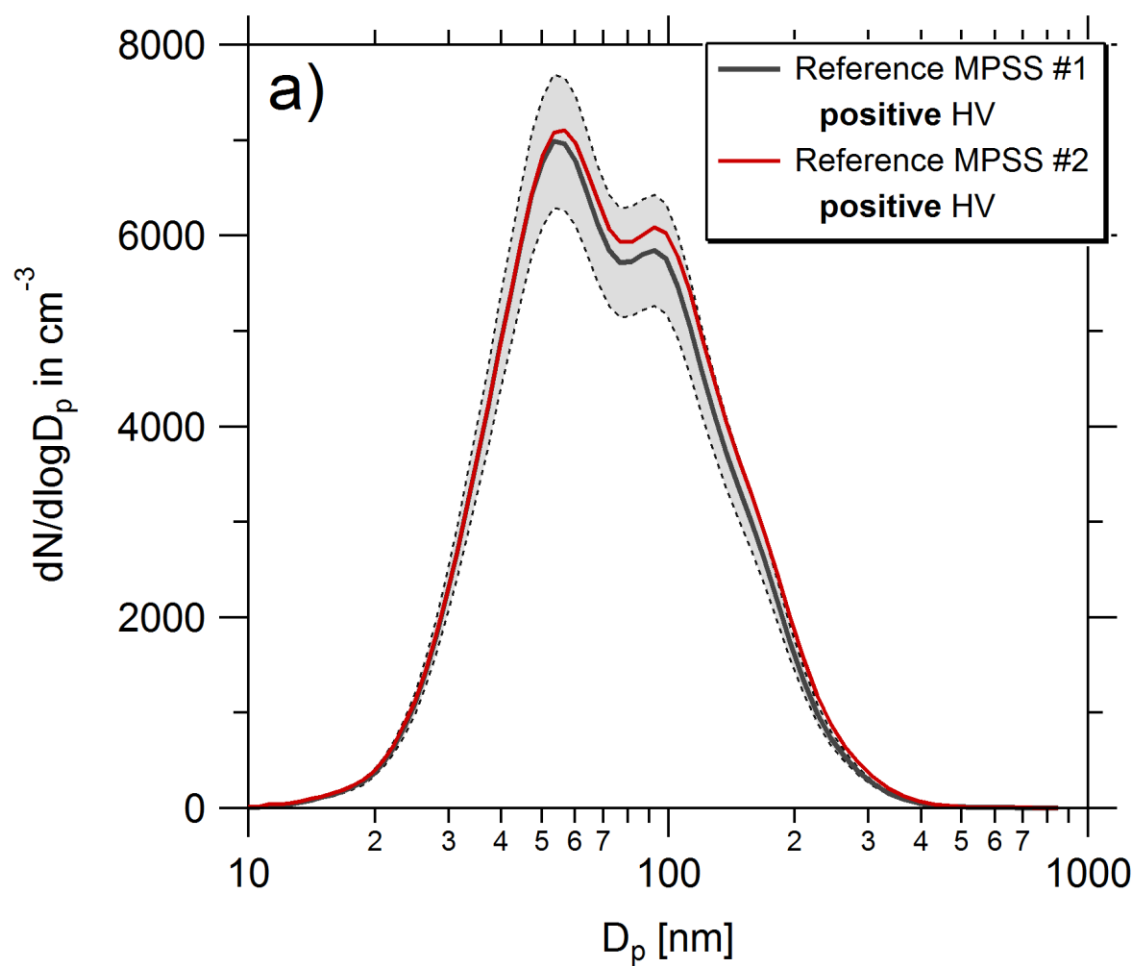 a)
Reference MPSS #1
positive HV
Reference MPSS #2
positive HV
dN/dlogDₚ in cm⁻³
8000
6000
4000
2000
0
2 3 4 5 6 7 2 3 4 5 6 7
10 100 1000
Dₚ [nm]